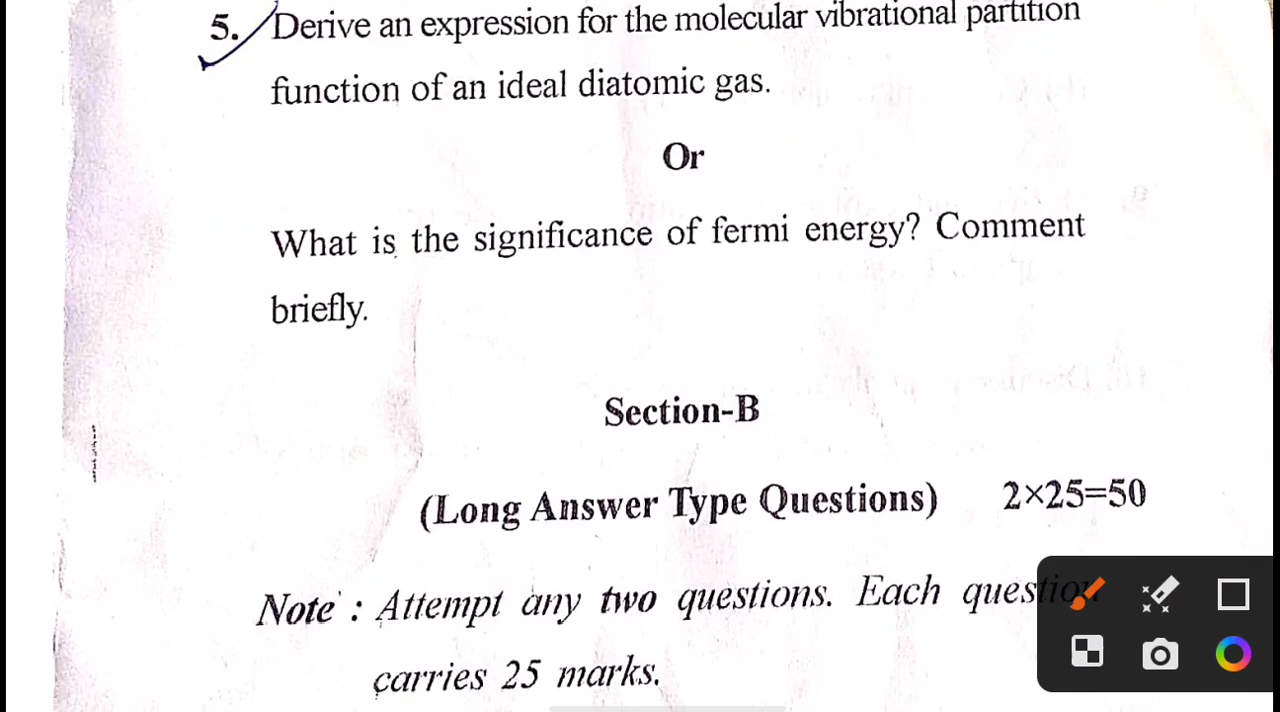 5. Derive an expression for the molecular vibrational partition
function of an ideal diatomic gas.
Or
What is the significance of fermi energy? Comment
briefly.
Section-B
(Long Answer Type Questions) 2×25=50
Note : Attempt any two questions. Each question
carries 25 marks.